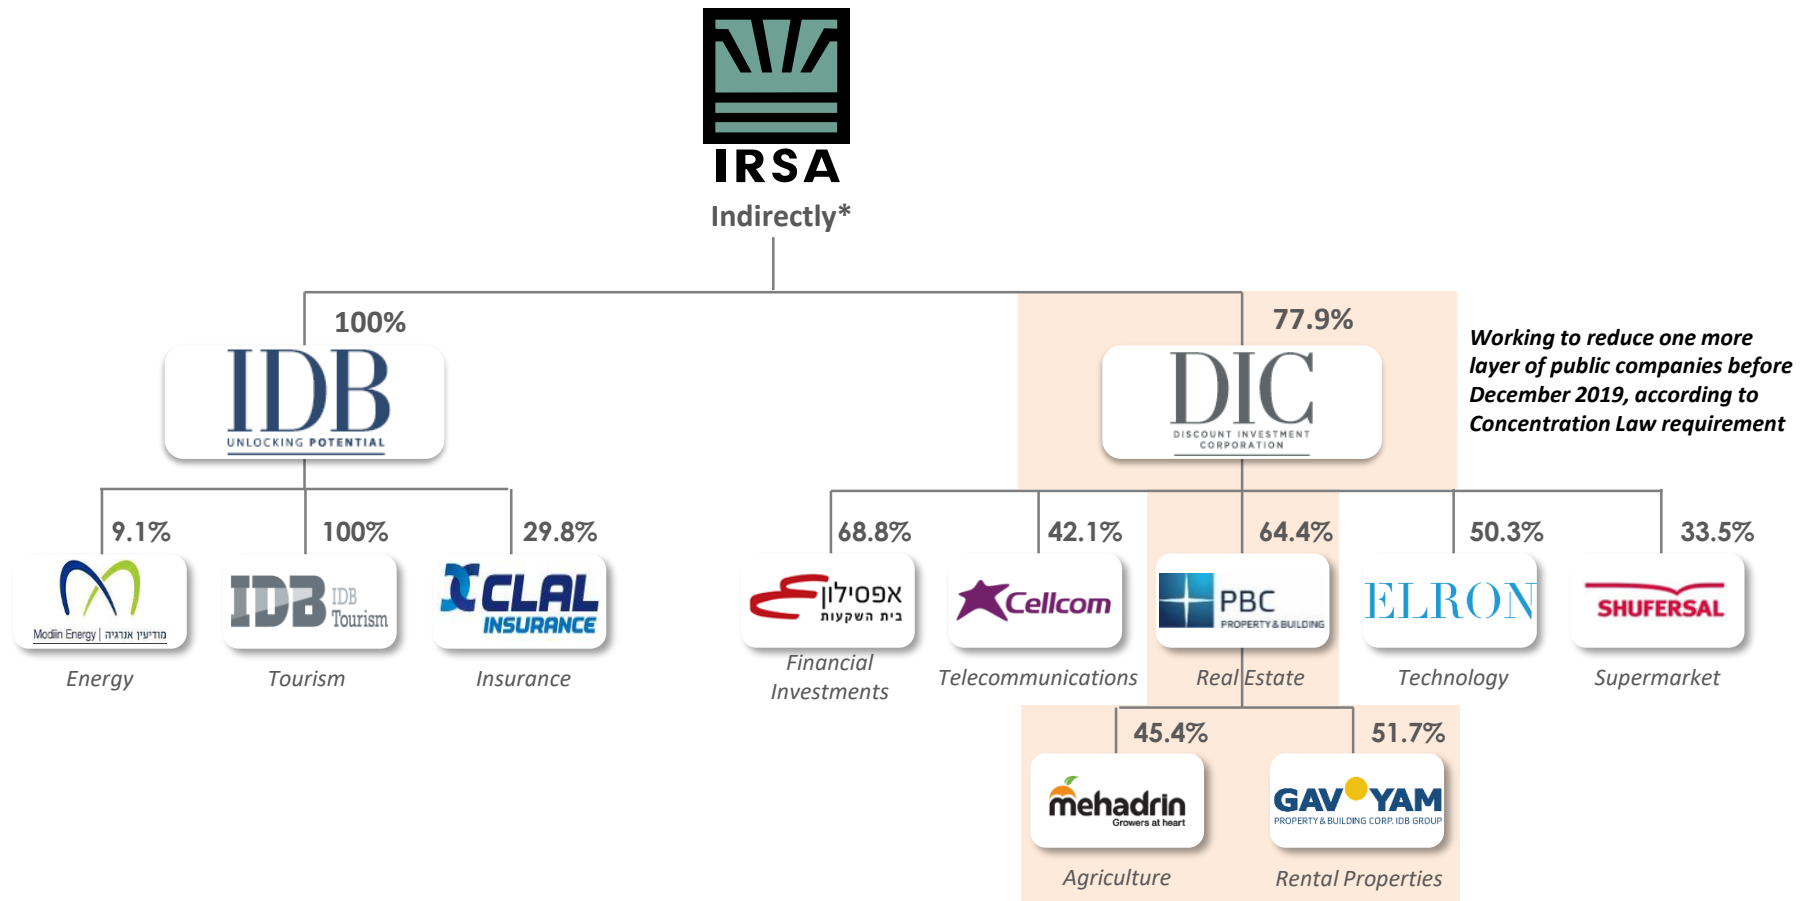 IRSA
Indirectly*
100%
77.9%
IDB
UNLOCKING POTENTIAL
DIC
DISCOUNT INVESTMENT
CORPORATION
Working to reduce one more
layer of public companies before
December 2019, according to
Concentration Law requirement
9.1%
100%
29.8%
68.8%
42.1%
64.4%
50.3%
33.5%
Modiin Energy | מודיעין אנרגיה
IDB
IDB
Tourism
CLAL
INSURANCE
אפסילון
בית השקעות
Cellcom
PBC
PROPERTY & BUILDING
ELRON
SHUFERSAL
Energy
Tourism
Insurance
Financial
Investments
Telecommunications
Real Estate
Technology
Supermarket
45.4%
51.7%
mehadrin
Growers at heart
GAV YAM
PROPERTY & BUILDING CORP. IDB GROUP
Agriculture
Rental Properties